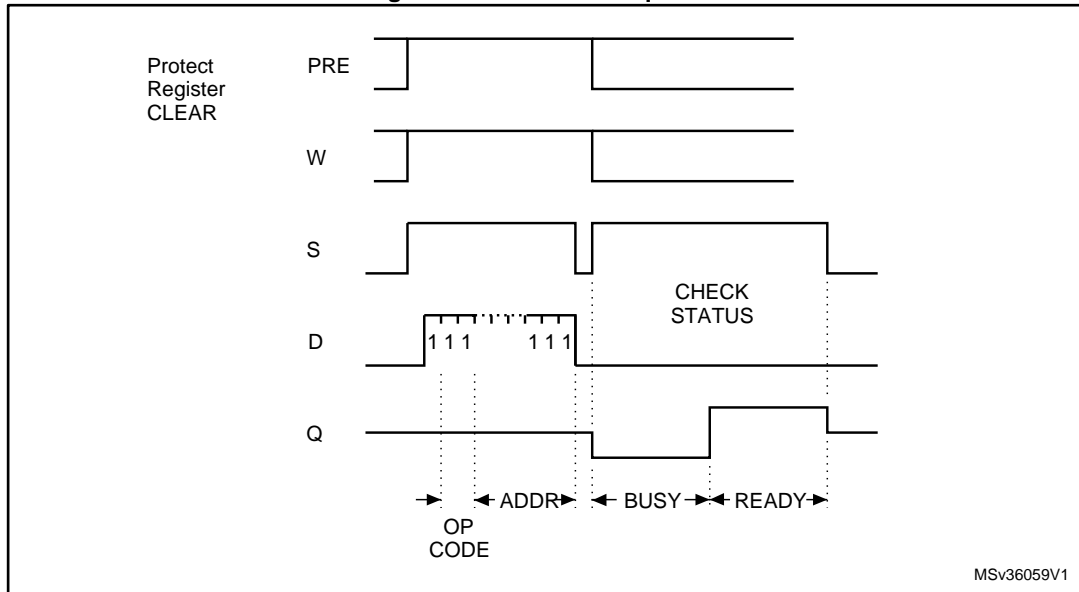 Protect
Register
CLEAR
PRE
W
S
CHECK
STATUS
D
1 1 1 1 1 1
Q
ADDR BUSY READY
OP
CODE
MSv36059V1